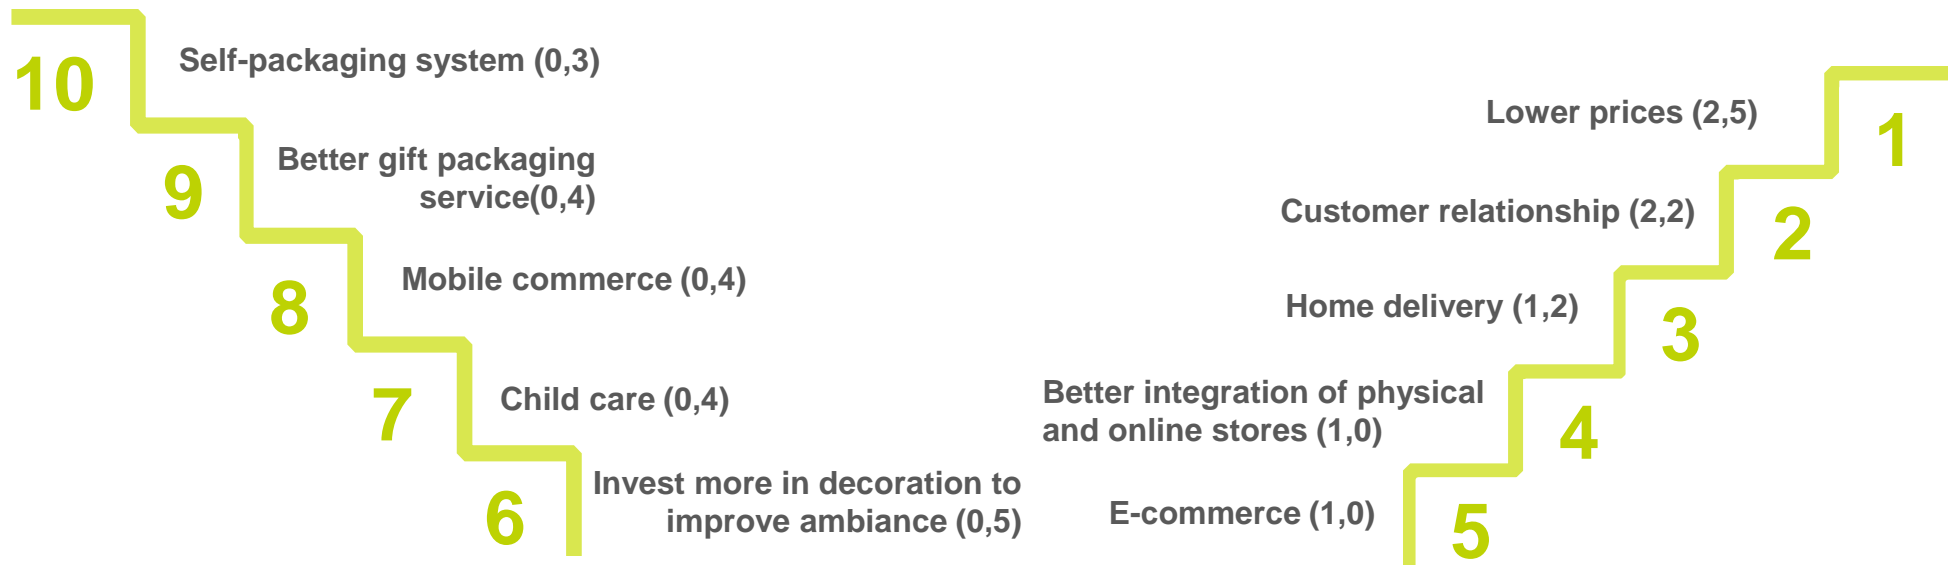 10
Self-packaging system (0,3)
9
Better gift packaging
service(0,4)
8
Mobile commerce (0,4)
7
Child care (0,4)
6
Invest more in decoration to
improve ambiance (0,5)
Lower prices (2,5)
1
Customer relationship (2,2)
2
Home delivery (1,2)
3
Better integration of physical
and online stores (1,0)
4
E-commerce (1,0)
5